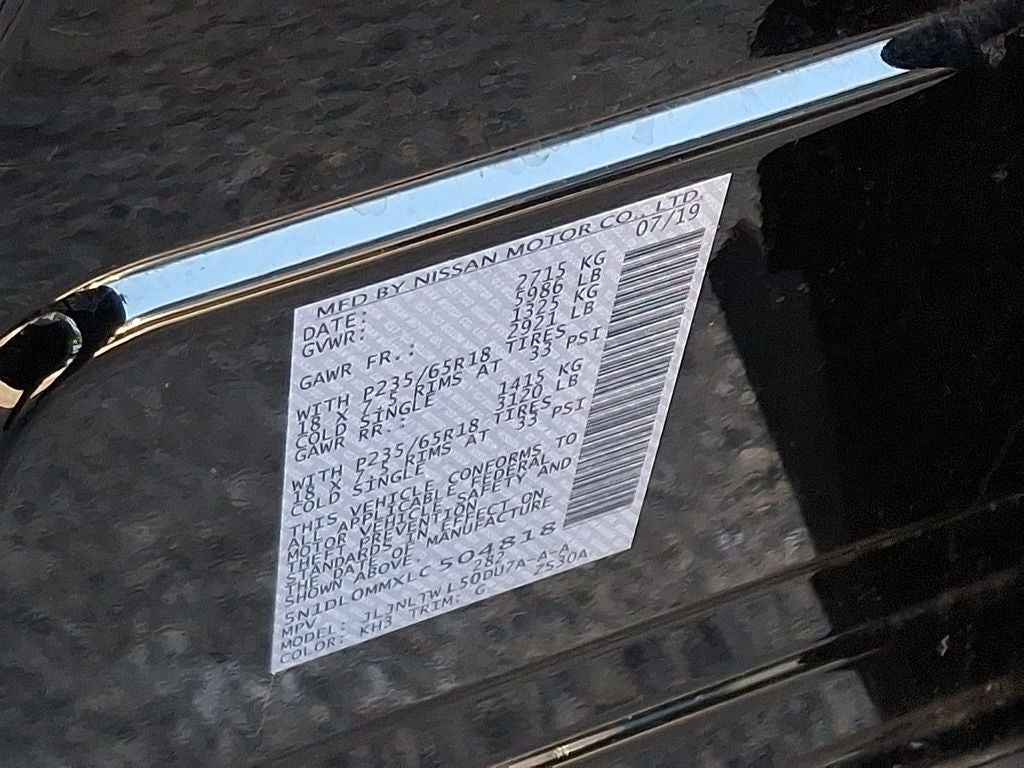 MFD BY NISSAN MOTOR CO., LTD.
DATE: 07/19
GVWR: 2715 KG
5986 LB
GAWR FR.: 1325 KG
2921 LB
WITH P235/65R18 TIRES
18 X 7.5 RIMS AT 33 PSI
COLD SINGLE
GAWR RR.: 1415 KG
3120 LB
WITH P235/65R18 TIRES
18 X 7.5 RIMS AT 33 PSI
COLD SINGLE
THIS VEHICLE CONFORMS TO
ALL APPLICABLE FEDERAL
MOTOR VEHICLE SAFETY AND
THEFT PREVENTION
STANDARDS IN EFFECT ON
THE DATE OF MANUFACTURE
SHOWN ABOVE.
5N1DL0MMXLC504818
MPV 282
MODEL: JLJNLTWL50DU7A-A-A
COLOR: KH3 TRIM: G Z530A